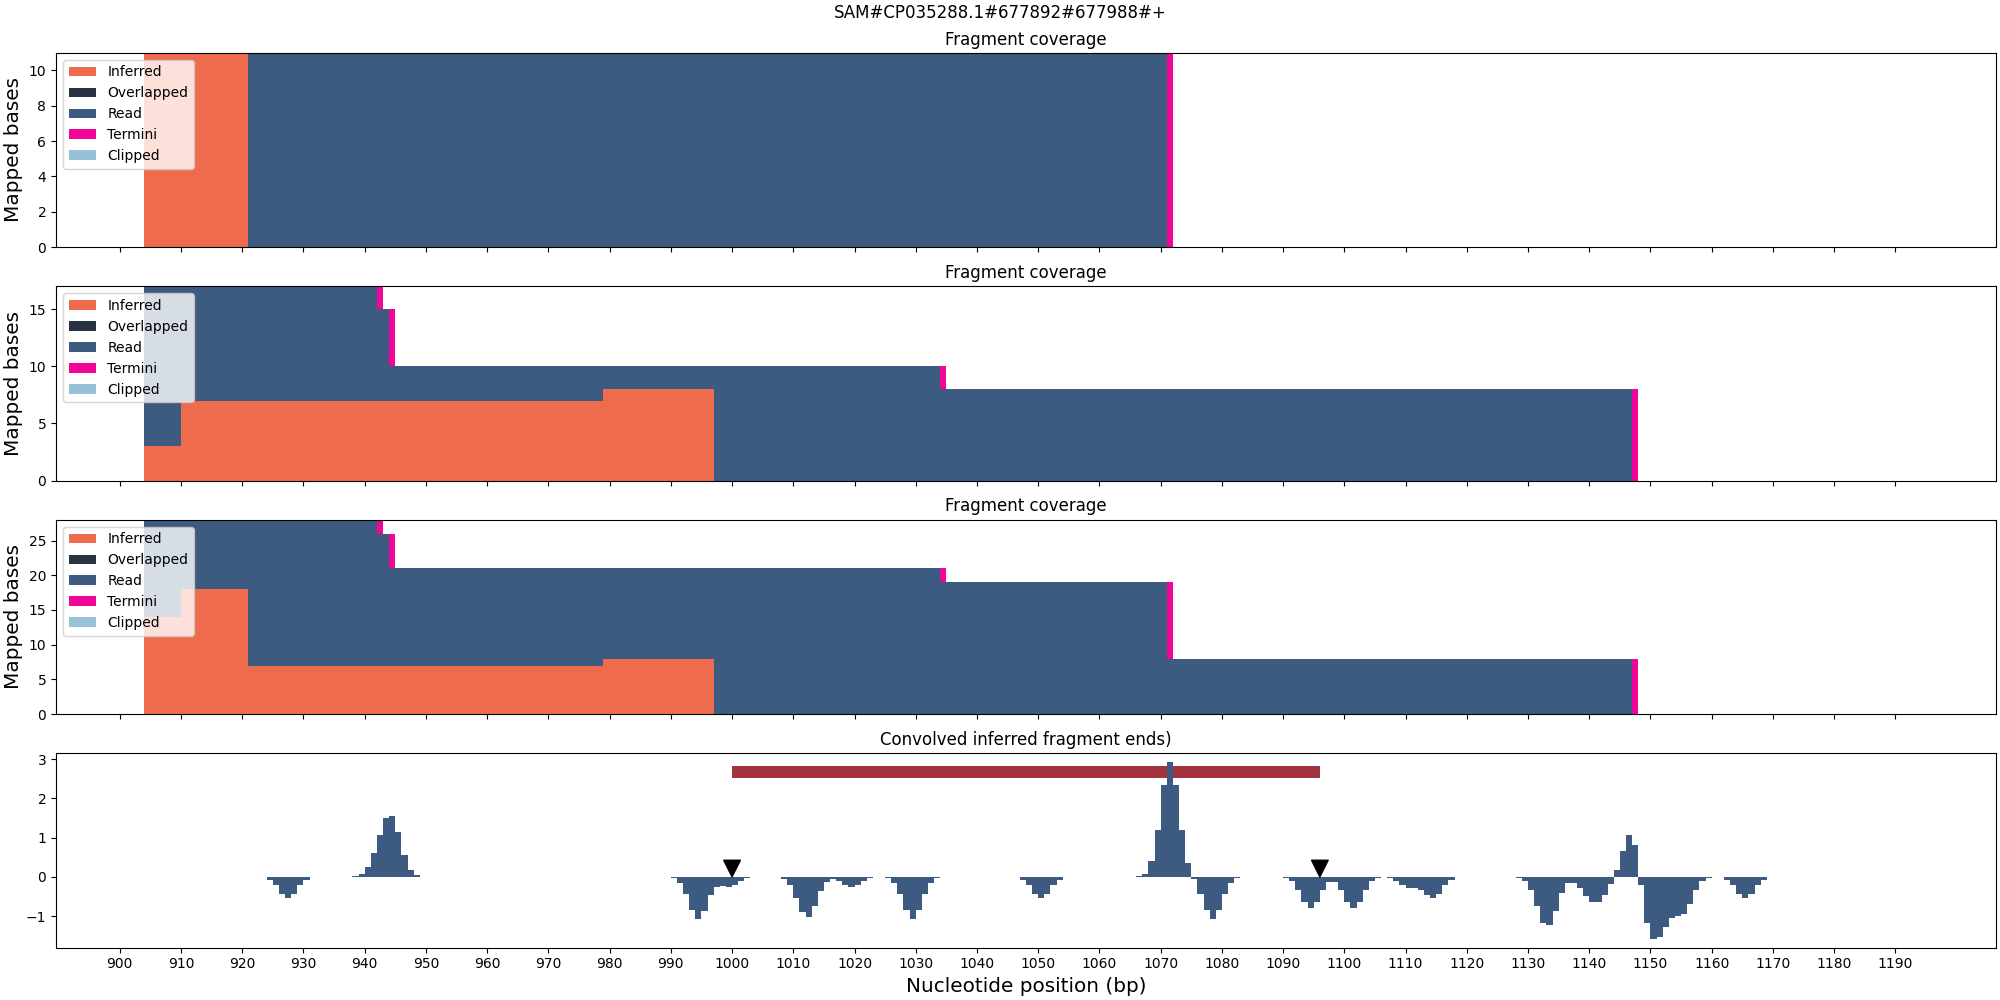 SAM#CP035288.1#677892#677988#+
Fragment coverage
Mapped bases
10
8
6
4
2
0
Inferred
Overlapped
Read
Termini
Clipped
Fragment coverage
Mapped bases
15
10
5
0
Inferred
Overlapped
Read
Termini
Clipped
Fragment coverage
Mapped bases
25
20
15
10
5
0
Inferred
Overlapped
Read
Termini
Clipped
Convolved inferred fragment ends)
3
2
1
0
−1
900 910 920 930 940 950 960 970 980 990 1000 1010 1020 1030 1040 1050 1060 1070 1080 1090 1100 1110 1120 1130 1140 1150 1160 1170 1180 1190
Nucleotide position (bp)